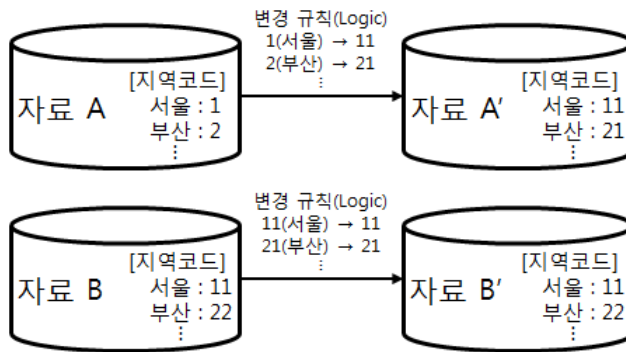 변경 규칙(Logic)
1(서울) → 11
2(부산) → 21
⋮
자료 A
[지역코드]
서울 : 1
부산 : 2
⋮
자료 A′
[지역코드]
서울 : 11
부산 : 21
⋮
변경 규칙(Logic)
11(서울) → 11
21(부산) → 21
⋮
자료 B
[지역코드]
서울 : 11
부산 : 22
⋮
자료 B′
[지역코드]
서울 : 11
부산 : 22
⋮